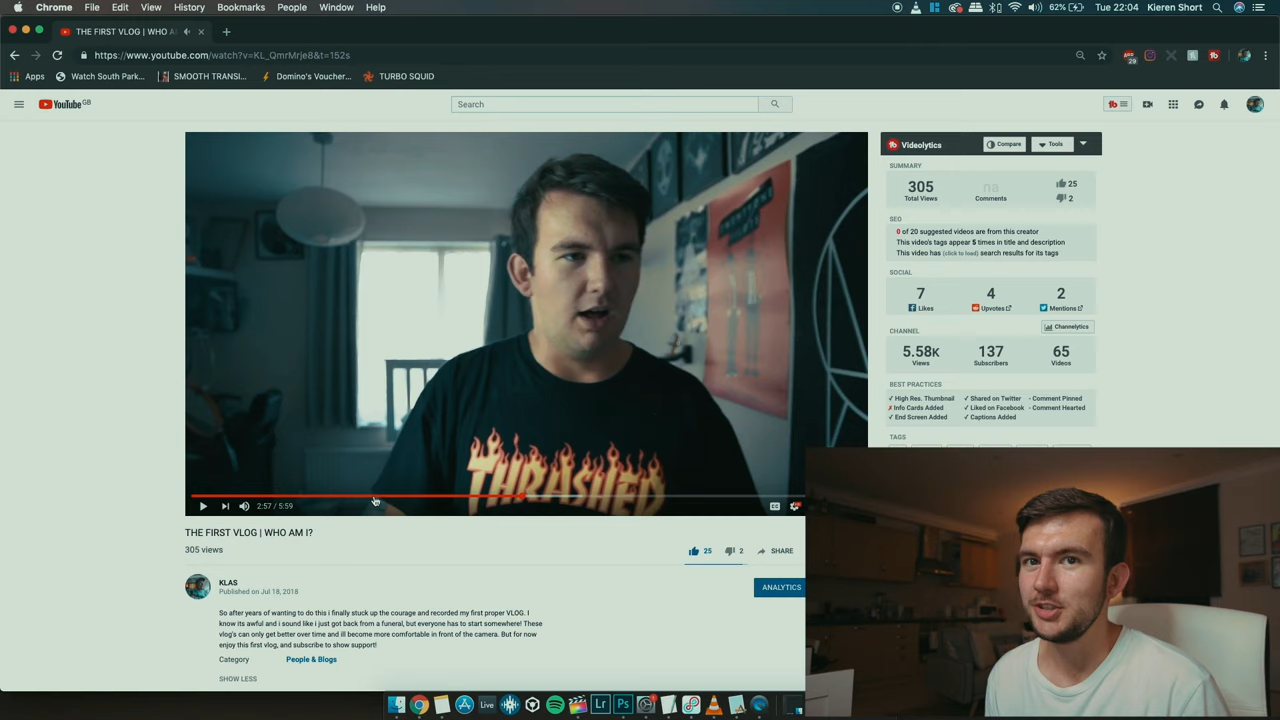 Chrome File Edit View History Bookmarks People Window Help
62% Tue 22:04 Kieren Short
THE FIRST VLOG | WHO A
https://www.youtube.com/watch?v=KL_QmrMrje8&t=152s
29
Apps Watch South Park... SMOOTH TRANSI... Domino's Voucher... TURBO SQUID
YouTube GB
Search
Videolytics Compare Tools
SUMMARY
305 na 25
Total Views Comments 2
SEO
0 of 20 suggested videos are from this creator
This video's tags appear 5 times in title and description
This video has (click to load) search results for its tags
SOCIAL
7 4 2
Likes Upvotes Mentions
CHANNEL Channelytics
5.58K 137 65
Views Subscribers Videos
BEST PRACTICES
✓ High Res. Thumbnail ✓ Shared on Twitter - Comment Pinned
✗ Info Cards Added ✓ Liked on Facebook - Comment Hearted
✓ End Screen Added ✓ Captions Added
TAGS
THRASHER
2:57 / 5:59
CC
THE FIRST VLOG | WHO AM I?
305 views
25 2 SHARE
KLAS
Published on Jul 18, 2018
ANALYTICS
So after years of wanting to do this i finally stuck up the courage and recorded my first proper VLOG. I
know its awful and i sound like i just got back from a funeral, but everyone has to start somewhere! These
vlog's can only get better over time and ill become more comfortable in front of the camera. But for now
enjoy this first vlog, and subscribe to show support!
Category People & Blogs
SHOW LESS
Live Lr Ps